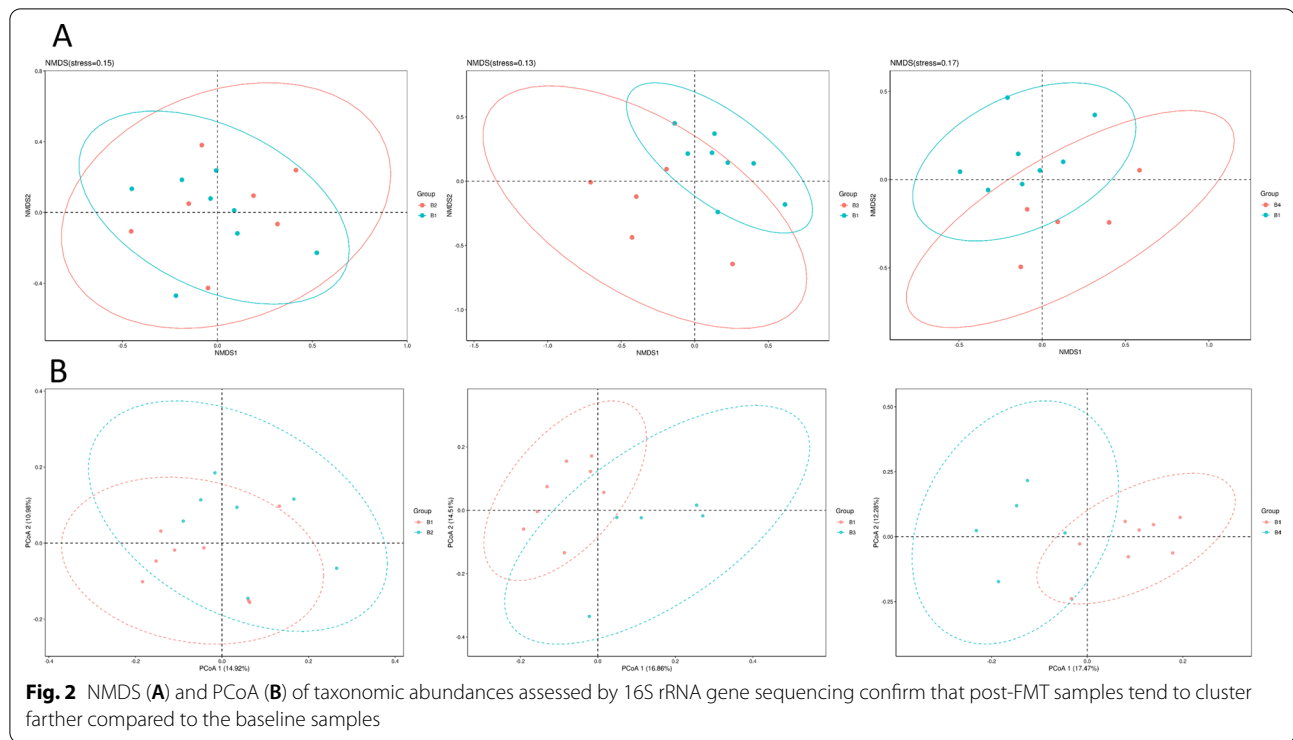 A
NMDS(stress=0.15)
0.8
0.4
0.0
-0.4
NMDS2
-0.5
0.0
0.5
1.0
NMDS1
Group
B2
B1
NMDS(stress=0.13)
0.5
0.0
-0.5
-1.0
NMDS2
-1.5
-1.0
-0.5
0.0
0.5
NMDS1
Group
B3
B1
NMDS(stress=0.17)
0.5
0.0
-0.5
NMDS2
-0.5
0.0
0.5
1.0
NMDS1
Group
B4
B1
B
0.4
0.2
0.0
-0.2
PCoA 2 (10.98%)
-0.4
-0.2
0.0
0.2
0.4
PCoA 1 (14.92%)
Group
B1
B2
0.2
0.0
-0.2
-0.4
PCoA 2 (14.51%)
-0.2
0.0
0.2
0.4
PCoA 1 (16.86%)
Group
B1
B3
0.50
0.25
0.00
-0.25
PCoA 2 (12.28%)
-0.2
0.0
0.2
PCoA 1 (17.47%)
Group
B4
Fig. 2 NMDS (A) and PCoA (B) of taxonomic abundances assessed by 16S rRNA gene sequencing confirm that post-FMT samples tend to cluster
farther compared to the baseline samples